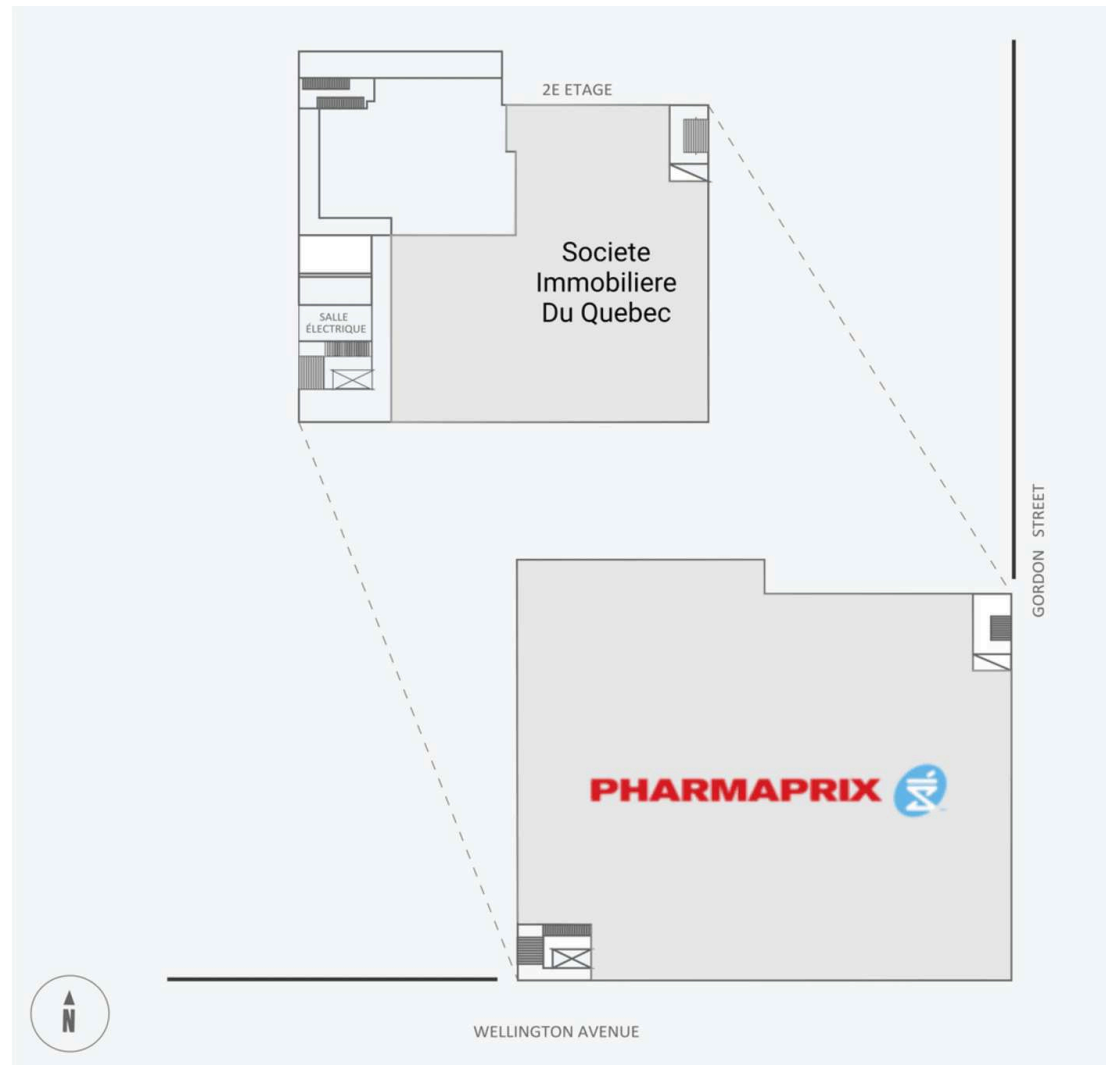 2E ETAGE
Societe
Immobiliere
Du Quebec
SALLE
ÉLECTRIQUE
GORDON STREET
PHARMAPRIX
N
WELLINGTON AVENUE